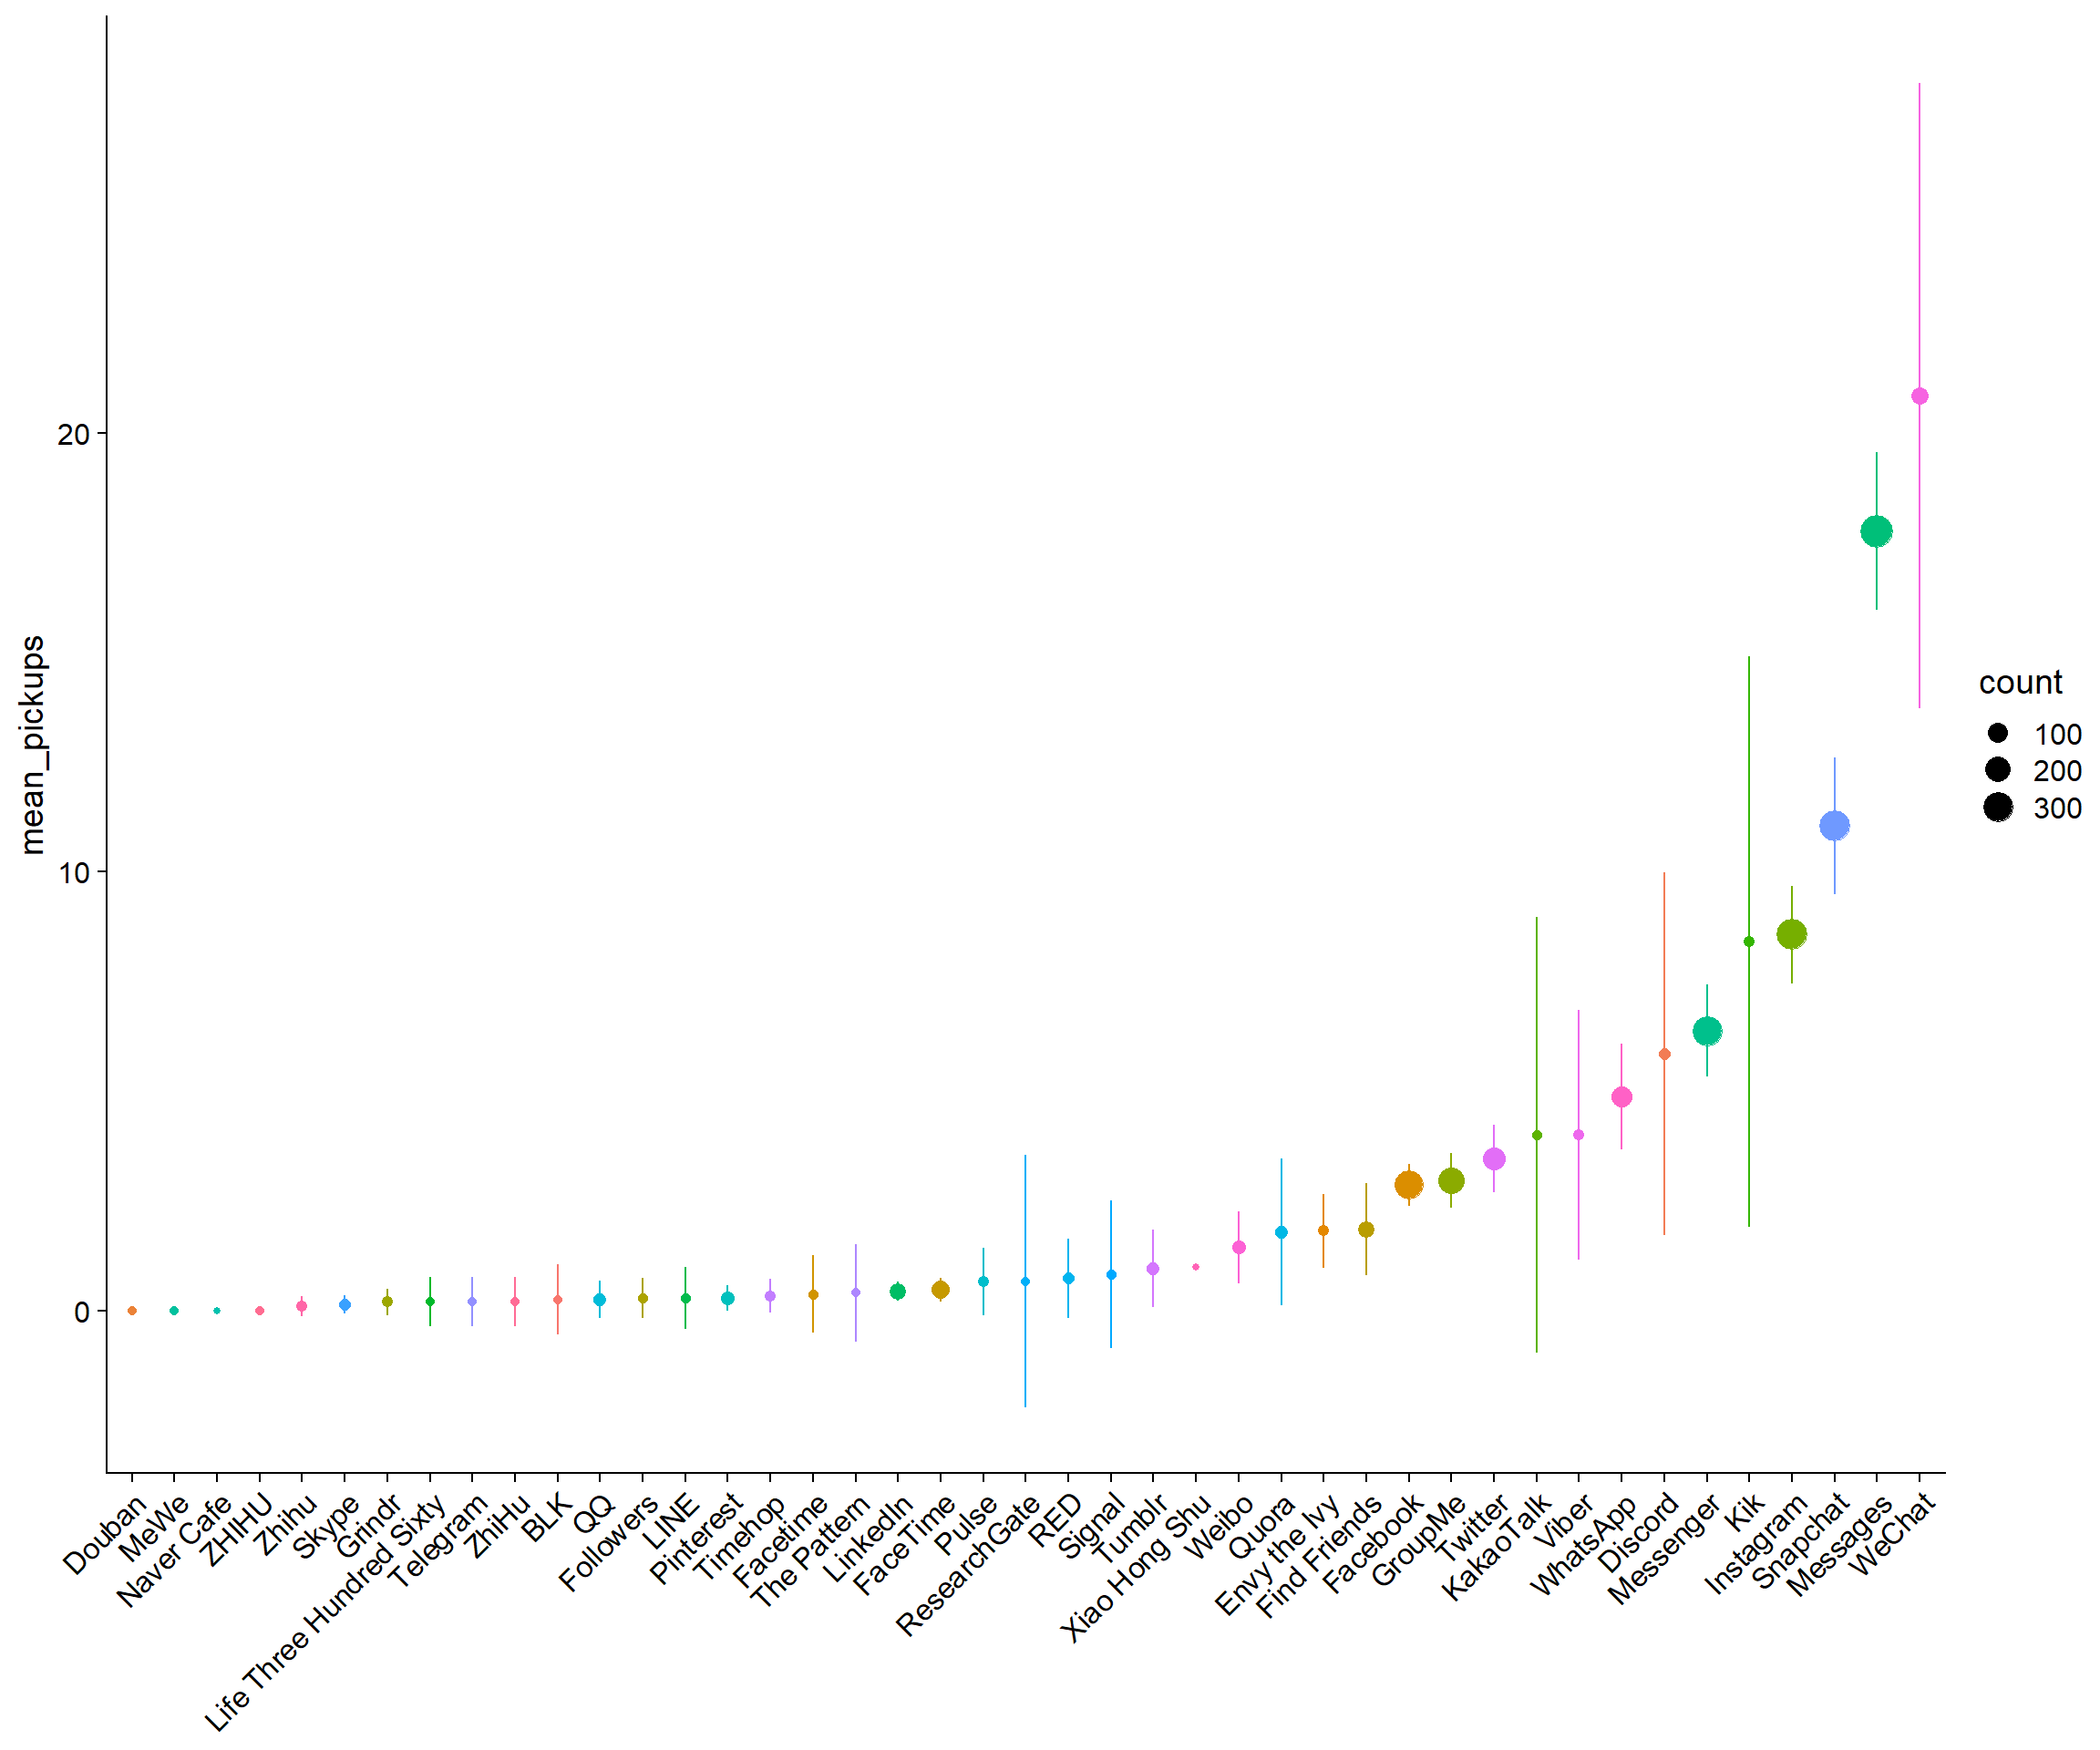 mean_pickups
20
10
0
Douban
MeWe
Naver Cafe
ZHIHU
Zhihu
Skype
Grindr
Life Three Hundred Sixty
Telegram
ZhiHu
BLK
QQ
Followers
LINE
Pinterest
Timehop
Facetime
The Pattern
LinkedIn
FaceTime
Pulse
ResearchGate
RED
Signal
Tumblr
Xiao Hong Shu
Weibo
Quora
Envy the Ivy
Find Friends
Facebook
GroupMe
Twitter
KakaoTalk
Viber
WhatsApp
Discord
Messenger
Kik
Instagram
Snapchat
Messages
WeChat
count
100
200
300